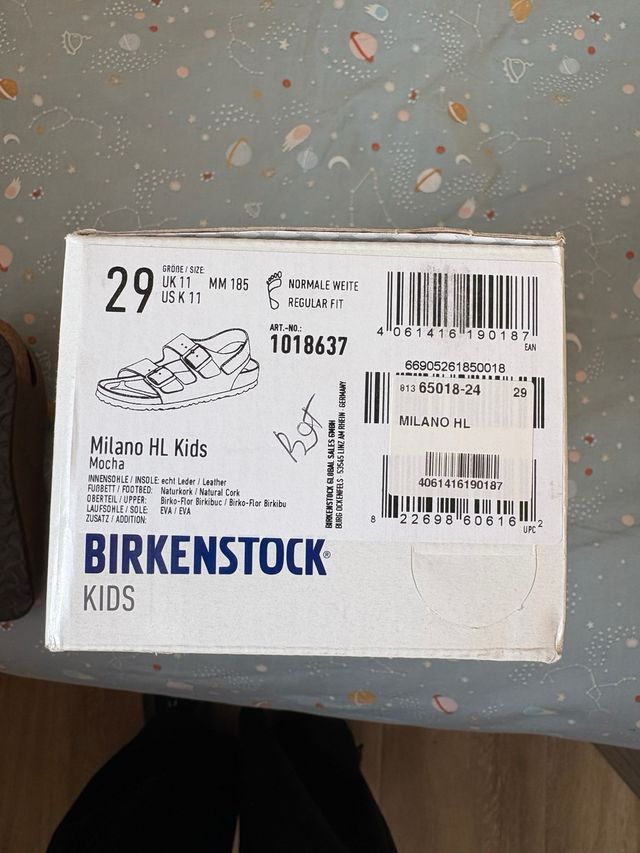 29
GRÖßE / SIZE:
UK 11 MM 185
US K 11
NORMALE WEITE
REGULAR FIT
ART.-NO.:
1018637
4 061416 190187
EAN
Milano HL Kids
Mocha
INNENSOHLE / INSOLE: echt Leder / Leather
FUßBETT / FOOTBED: Naturkork / Natural Cork
OBERTEIL / UPPER: Birko-Flor Birkibuc / Birko-Flor Birkibu
LAUFSOHLE / SOLE: EVA / EVA
ZUSATZ / ADDITION:
BIRKENSTOCK GLOBAL SALES GMBH
BURG OCKENFELS · 53545 LINZ AM RHEIN · GERMANY
66905261850018
813 65018-24 29
MILANO HL
4061416190187
8 22698 60616 2
UPC
BIRKENSTOCK®
KIDS